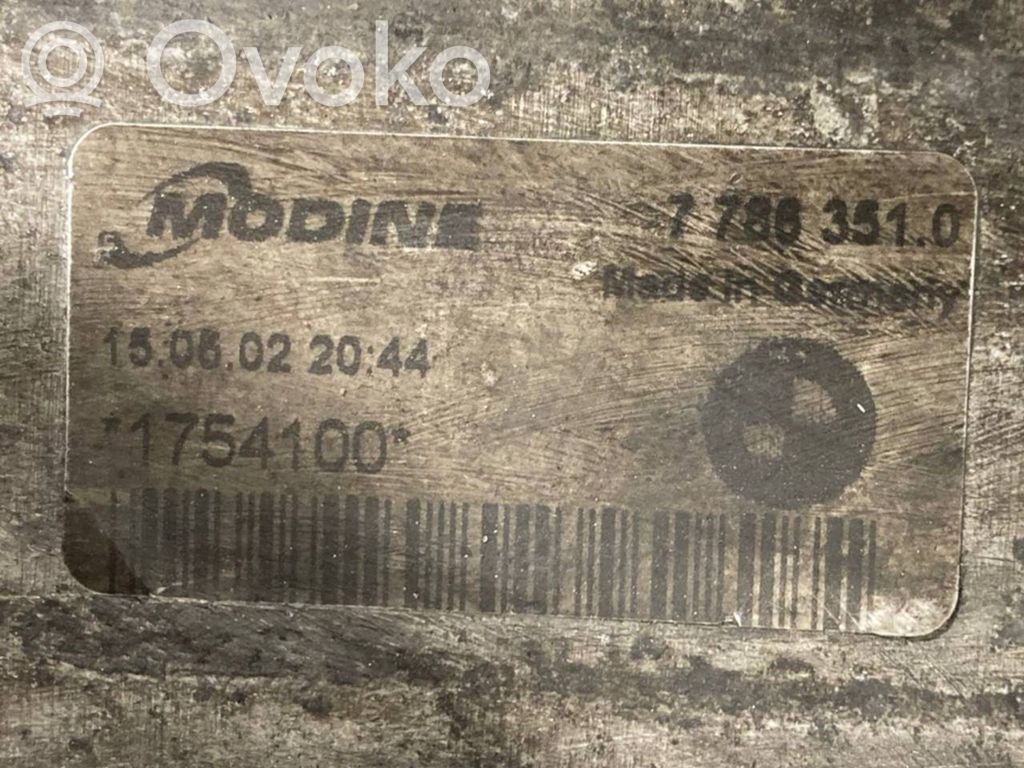 Ovoko
MODINE
7 786 351.0
Made in Germany
15.06.02 20:44
*1754100*